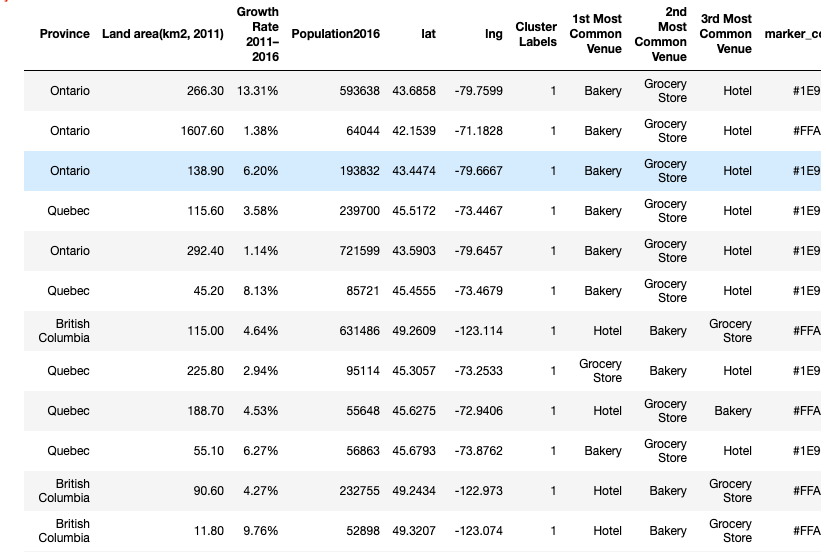 Province Land area(km2, 2011) Growth Rate 2011–2016 Population2016 lat lng Cluster Labels 1st Most Common Venue 2nd Most Common Venue 3rd Most Common Venue marker_co
Ontario 266.30 13.31% 593638 43.6858 -79.7599 1 Bakery Grocery Store Hotel #1E9
Ontario 1607.60 1.38% 64044 42.1539 -71.1828 1 Bakery Grocery Store Hotel #FFA
Ontario 138.90 6.20% 193832 43.4474 -79.6667 1 Bakery Grocery Store Hotel #1E9
Quebec 115.60 3.58% 239700 45.5172 -73.4467 1 Bakery Grocery Store Hotel #1E9
Ontario 292.40 1.14% 721599 43.5903 -79.6457 1 Bakery Grocery Store Hotel #1E9
Quebec 45.20 8.13% 85721 45.4555 -73.4679 1 Bakery Grocery Store Hotel #1E9
British Columbia 115.00 4.64% 631486 49.2609 -123.114 1 Hotel Bakery Grocery Store #FFA
Quebec 225.80 2.94% 95114 45.3057 -73.2533 1 Grocery Store Bakery Hotel #1E9
Quebec 188.70 4.53% 55648 45.6275 -72.9406 1 Hotel Grocery Store Bakery #FFA
Quebec 55.10 6.27% 56863 45.6793 -73.8762 1 Bakery Grocery Store Hotel #1E9
British Columbia 90.60 4.27% 232755 49.2434 -122.973 1 Hotel Bakery Grocery Store #FFA
British Columbia 11.80 9.76% 52898 49.3207 -123.074 1 Hotel Bakery Grocery Store #FFA